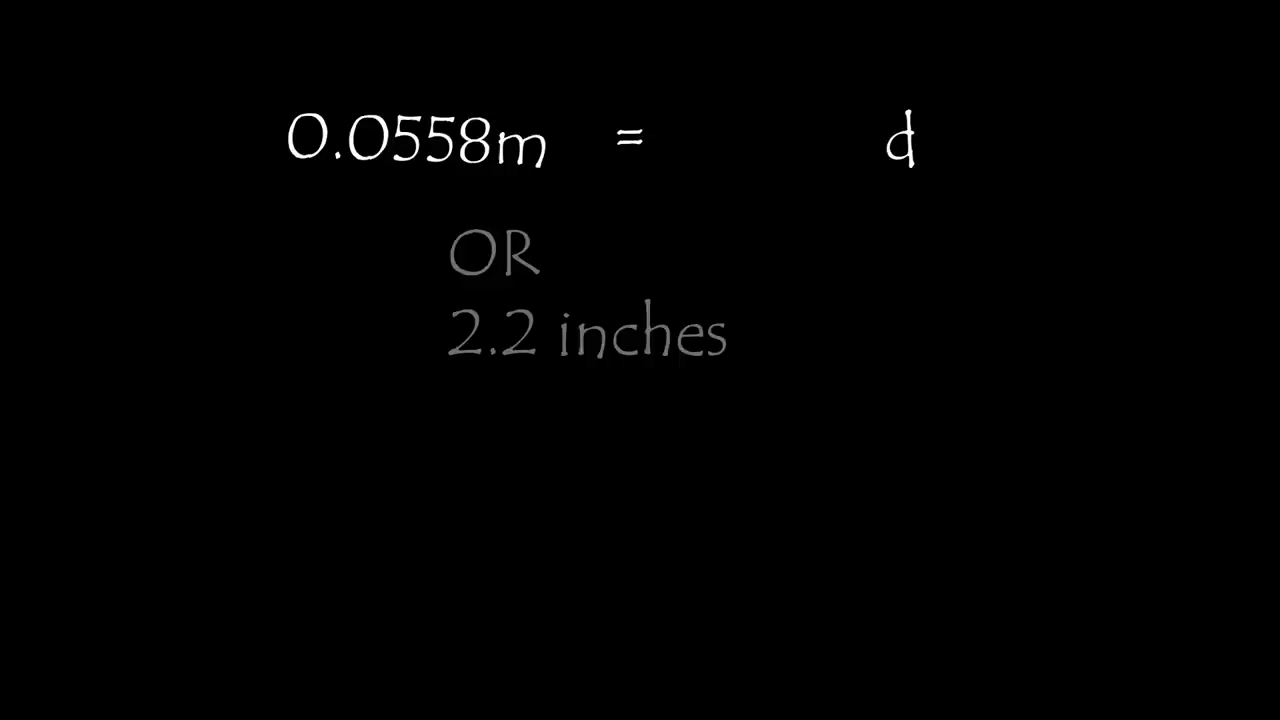 0.0558m = d
OR
2.2 inches